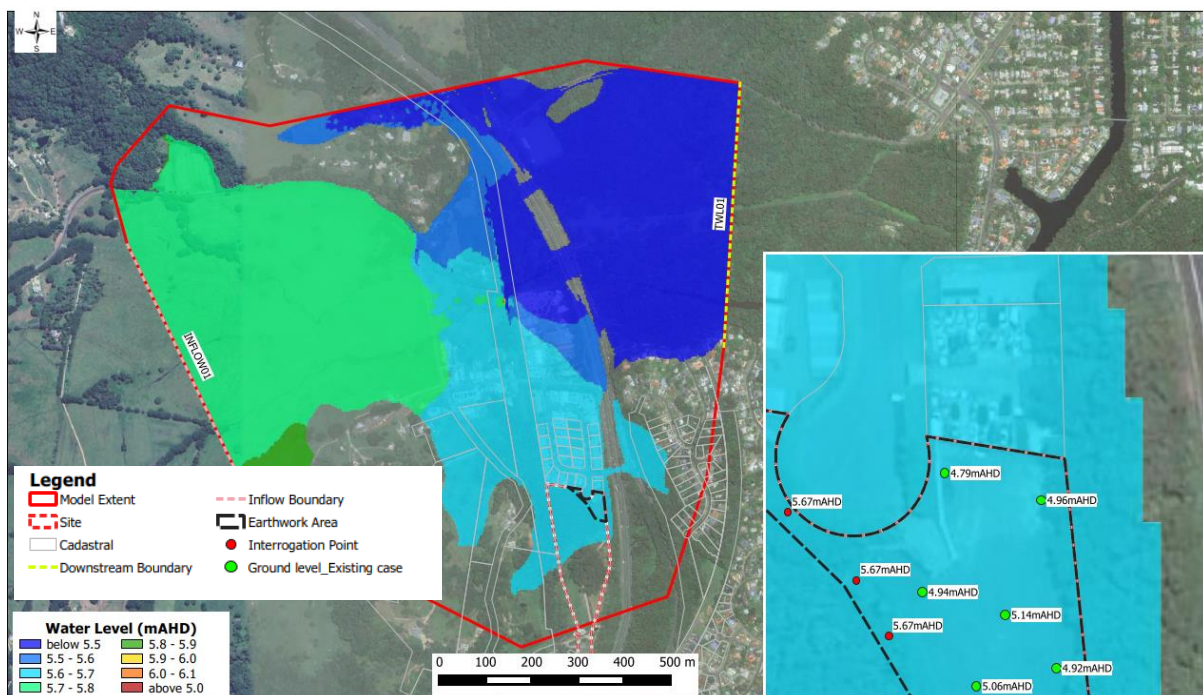 N
W E
S
INFLOW01
TWL01
Legend
Model Extent
Site
Cadastral
Downstream Boundary
Inflow Boundary
Earthwork Area
Interrogation Point
Ground level_Existing case
Water Level (mAHD)
below 5.5
5.5 - 5.6
5.6 - 5.7
5.7 - 5.8
5.8 - 5.9
5.9 - 6.0
6.0 - 6.1
above 5.0
0 100 200 300 400 500 m
4.79mAHD
4.96mAHD
5.67mAHD
5.67mAHD
4.94mAHD
5.14mAHD
5.67mAHD
4.92mAHD
5.06mAHD